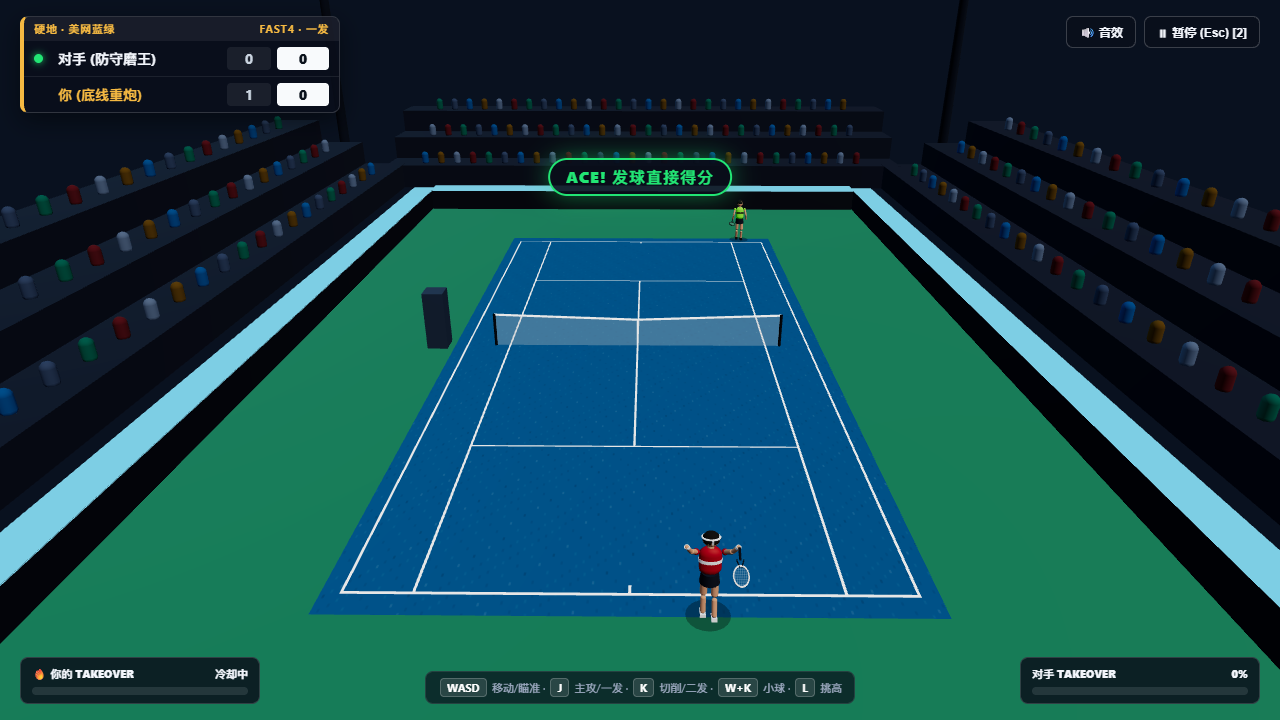 硬地 · 美网蓝绿 FAST4 · 一发
对手 (防守磨王) 0 0
你 (底线重炮) 1 0
音效
暂停 (Esc) [2]
ACE! 发球直接得分
你的 TAKEOVER 冷却中
WASD 移动/瞄准 · J 主攻/一发 · K 切削/二发 · W+K 小球 · L 挑高
对手 TAKEOVER 0%